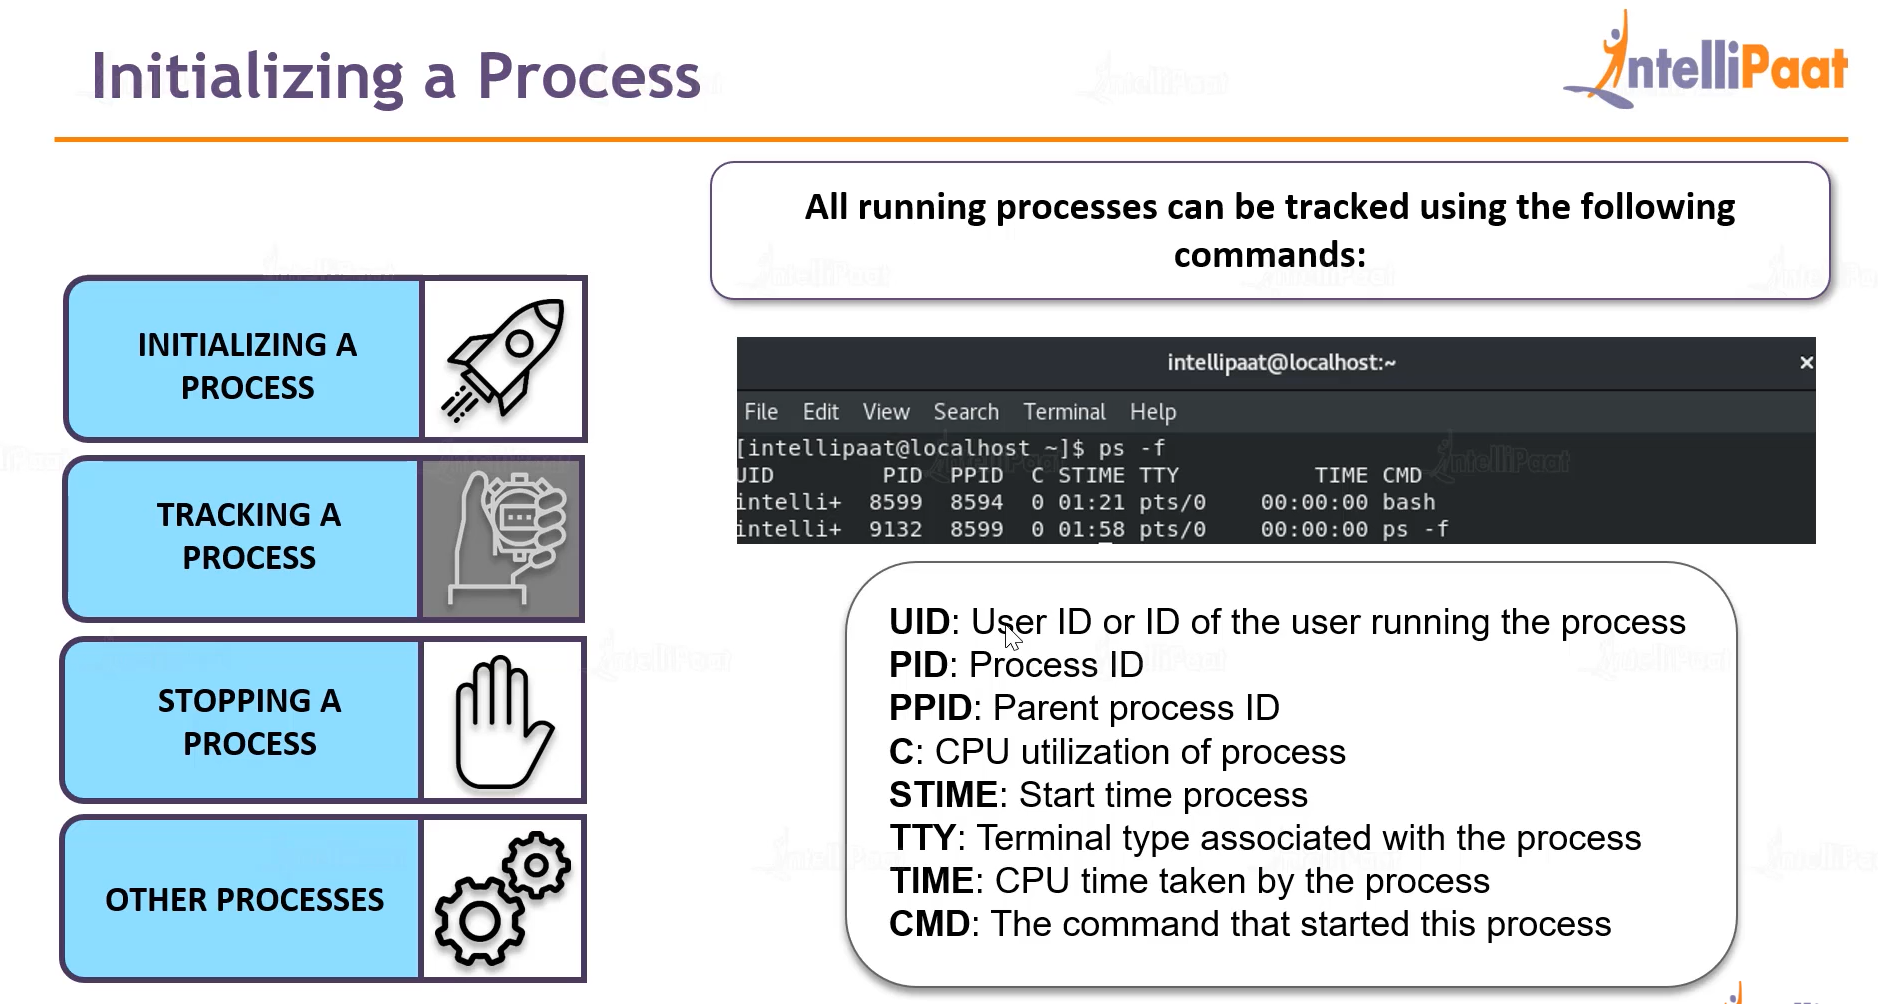 Initializing a Process
IntelliPaat
All running processes can be tracked using the following
commands:
INITIALIZING A
PROCESS
TRACKING A
PROCESS
STOPPING A
PROCESS
OTHER PROCESSES
intellipaat@localhost:~
×
File Edit View Search Terminal Help
[intellipaat@localhost ~]$ ps -f
UID PID PPID C STIME TTY TIME CMD
intelli+ 8599 8594 0 01:21 pts/0 00:00:00 bash
intelli+ 9132 8599 0 01:58 pts/0 00:00:00 ps -f
UID: User ID or ID of the user running the process
PID: Process ID
PPID: Parent process ID
C: CPU utilization of process
STIME: Start time process
TTY: Terminal type associated with the process
TIME: CPU time taken by the process
CMD: The command that started this process